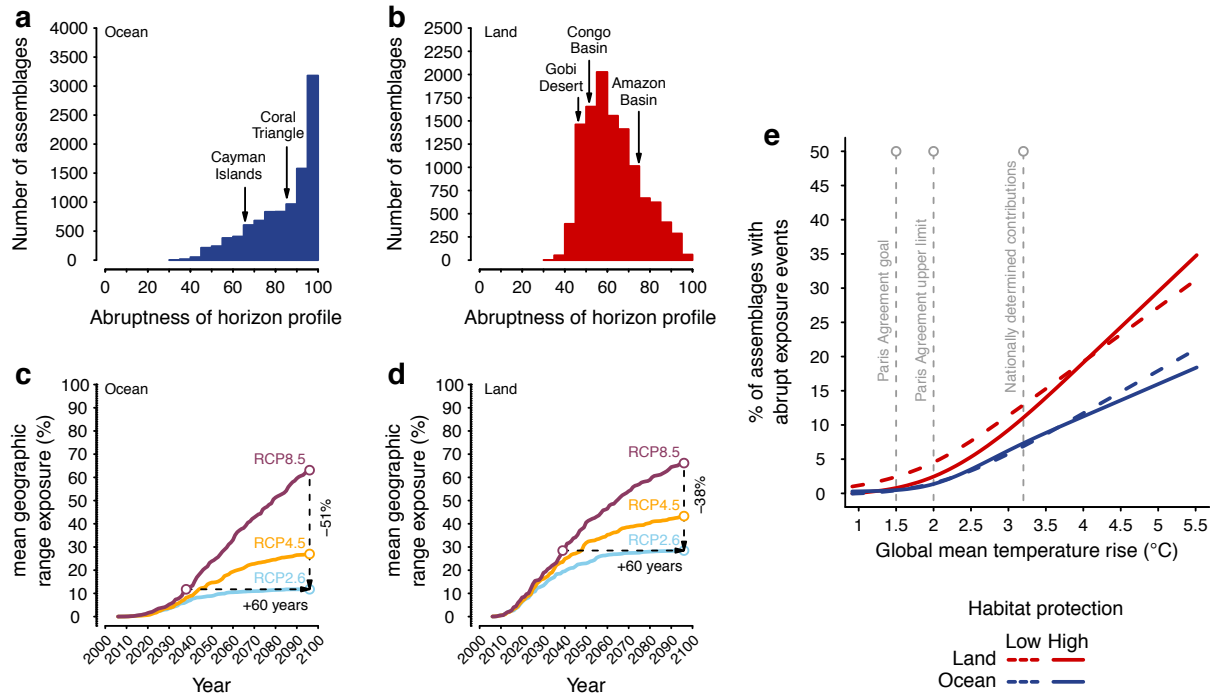 a
Ocean
4000
3500
3000
2500
2000
1500
1000
500
0
Number of assemblages
Cayman
Islands
Coral
Triangle
0 20 40 60 80 100
Abruptness of horizon profile
b
Land
2500
2250
2000
1750
1500
1250
1000
750
500
250
0
Number of assemblages
Gobi
Desert
Congo
Basin
Amazon
Basin
0 20 40 60 80 100
Abruptness of horizon profile
c
Ocean
100
90
80
70
60
50
40
30
20
10
0
mean geographic
range exposure (%)
RCP8.5
RCP4.5
RCP2.6
−51%
+60 years
2000 2010 2020 2030 2040 2050 2060 2070 2080 2090 2100
Year
d
Land
100
90
80
70
60
50
40
30
20
10
0
mean geographic
range exposure (%)
RCP8.5
RCP4.5
RCP2.6
−38%
+60 years
2000 2010 2020 2030 2040 2050 2060 2070 2080 2090 2100
Year
e
50
45
40
35
30
25
20
15
10
5
0
% of assemblages with
abrupt exposure events
Paris Agreement goal
Paris Agreement upper limit
Nationally determined contributions
1 1.5 2 2.5 3 3.5 4 4.5 5 5.5
Global mean temperature rise (°C)
Habitat protection
Low High
Land
Ocean